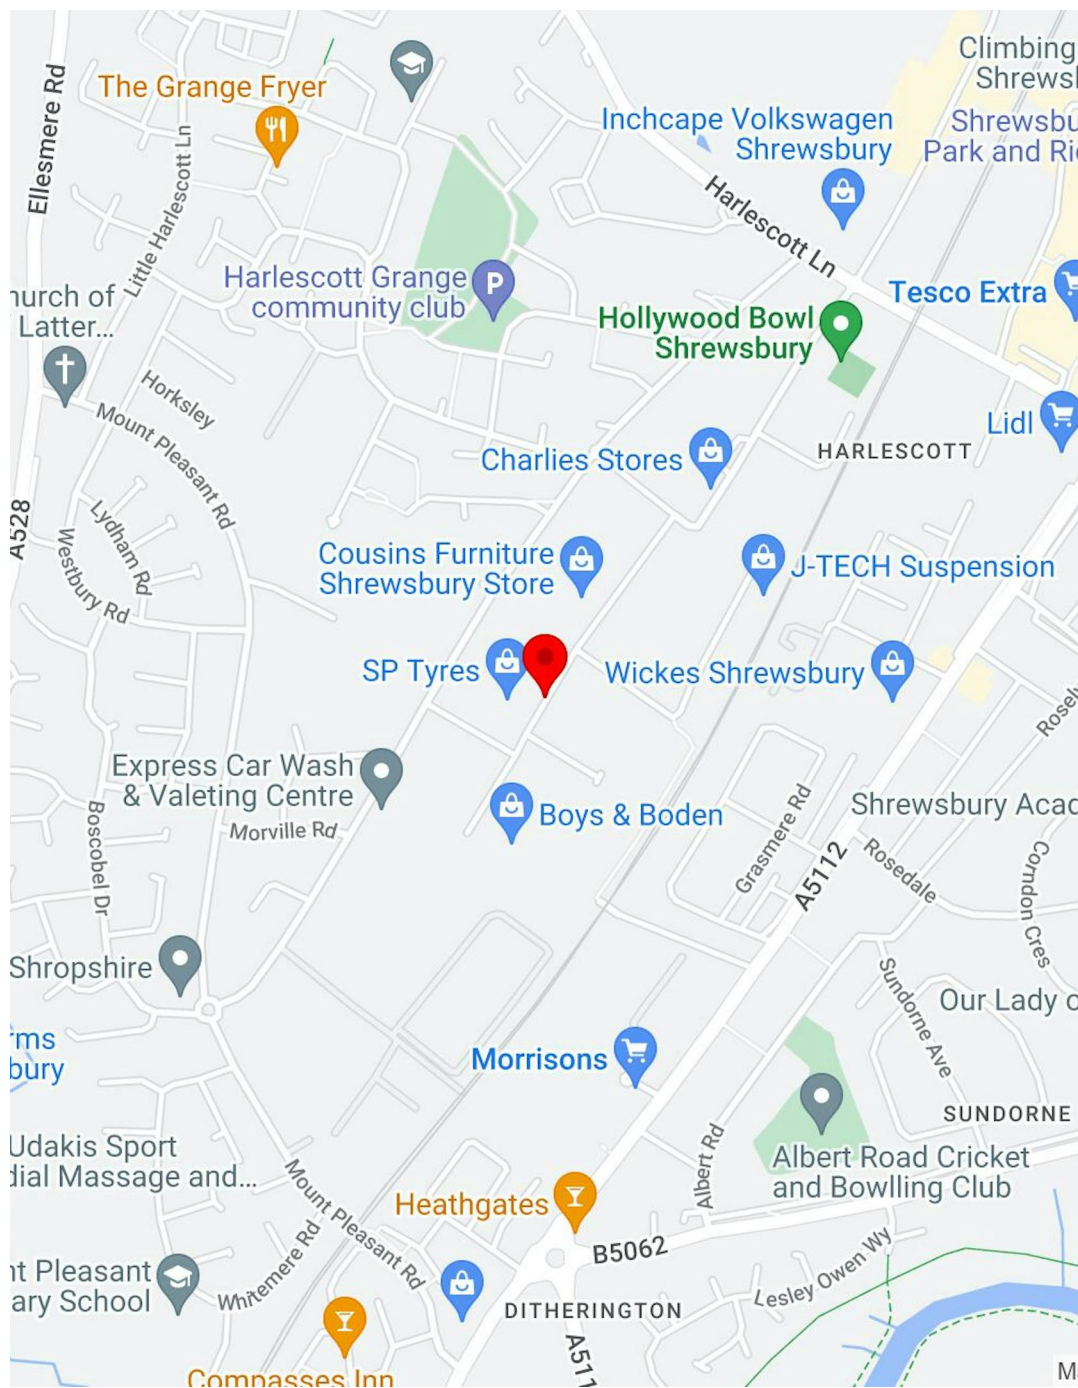 Climbing
Shrewsl
The Grange Fryer
Ellesmere Rd
Inchcape Volkswagen
Shrewsbury
Shrewsbu
Park and Ri
Little Harlescott Ln
Harlescott Ln
Harlescott Grange
community club
P
Tesco Extra
hurch of
Latter...
Hollywood Bowl
Shrewsbury
Horksley
Mount Pleasant Rd
Lidl
HARLESCOTT
Charlies Stores
A528
Lydham Rd
Westbury Rd
Cousins Furniture
Shrewsbury Store
J-TECH Suspension
SP Tyres
Wickes Shrewsbury
Rosely
Express Car Wash
& Valeting Centre
Boscobel Dr
Morville Rd
Boys & Boden
Grasmere Rd
Shrewsbury Acad
A5112
Rosedale
Corndon Cres
Shropshire
Sundorne Ave
Our Lady o
rms
bury
Morrisons
SUNDORNE
Udakis Sport
dial Massage and...
Albert Rd
Albert Road Cricket
and Bowlling Club
Mount Pleasant Rd
Heathgates
B5062
Whitemere Rd
nt Pleasant
ary School
Lesley Owen Wy
DITHERINGTON
A511
Compasses Inn
M